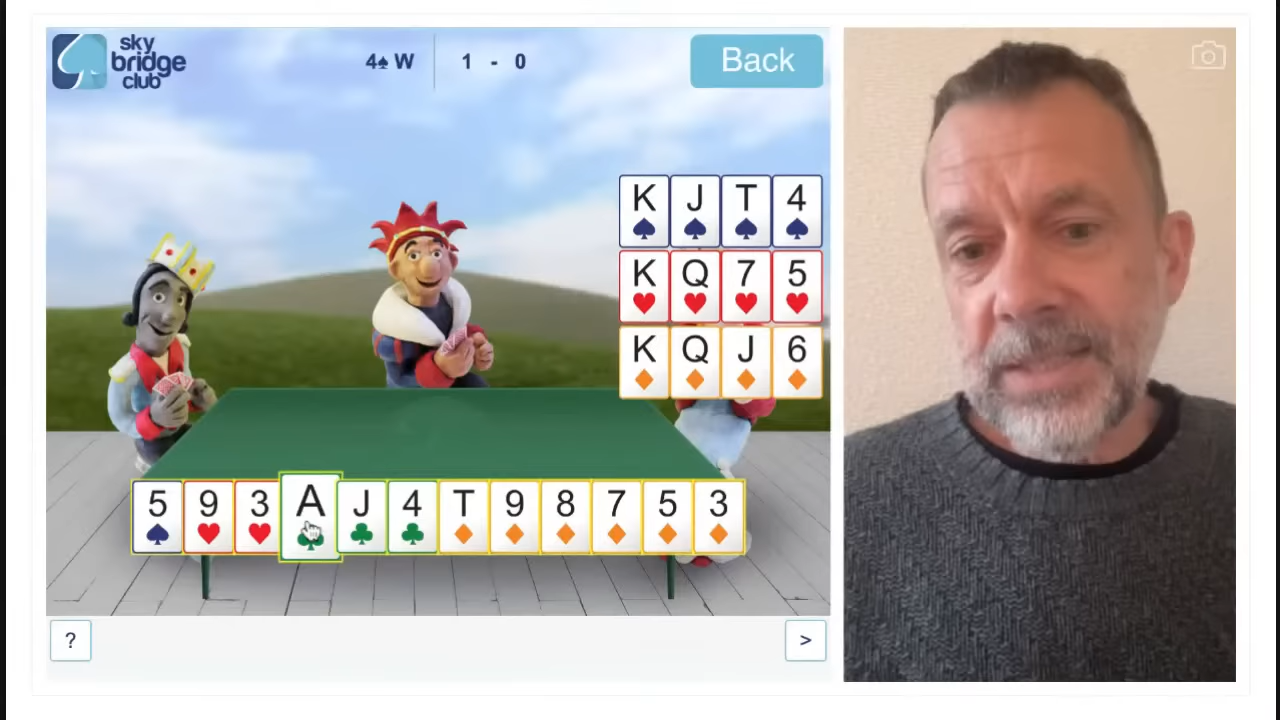 sky
bridge
club
4♠ W
1 - 0
Back
K J T 4
K Q 7 5
K Q J 6
5 9 3 A J 4 T 9 8 7 5 3
?
>